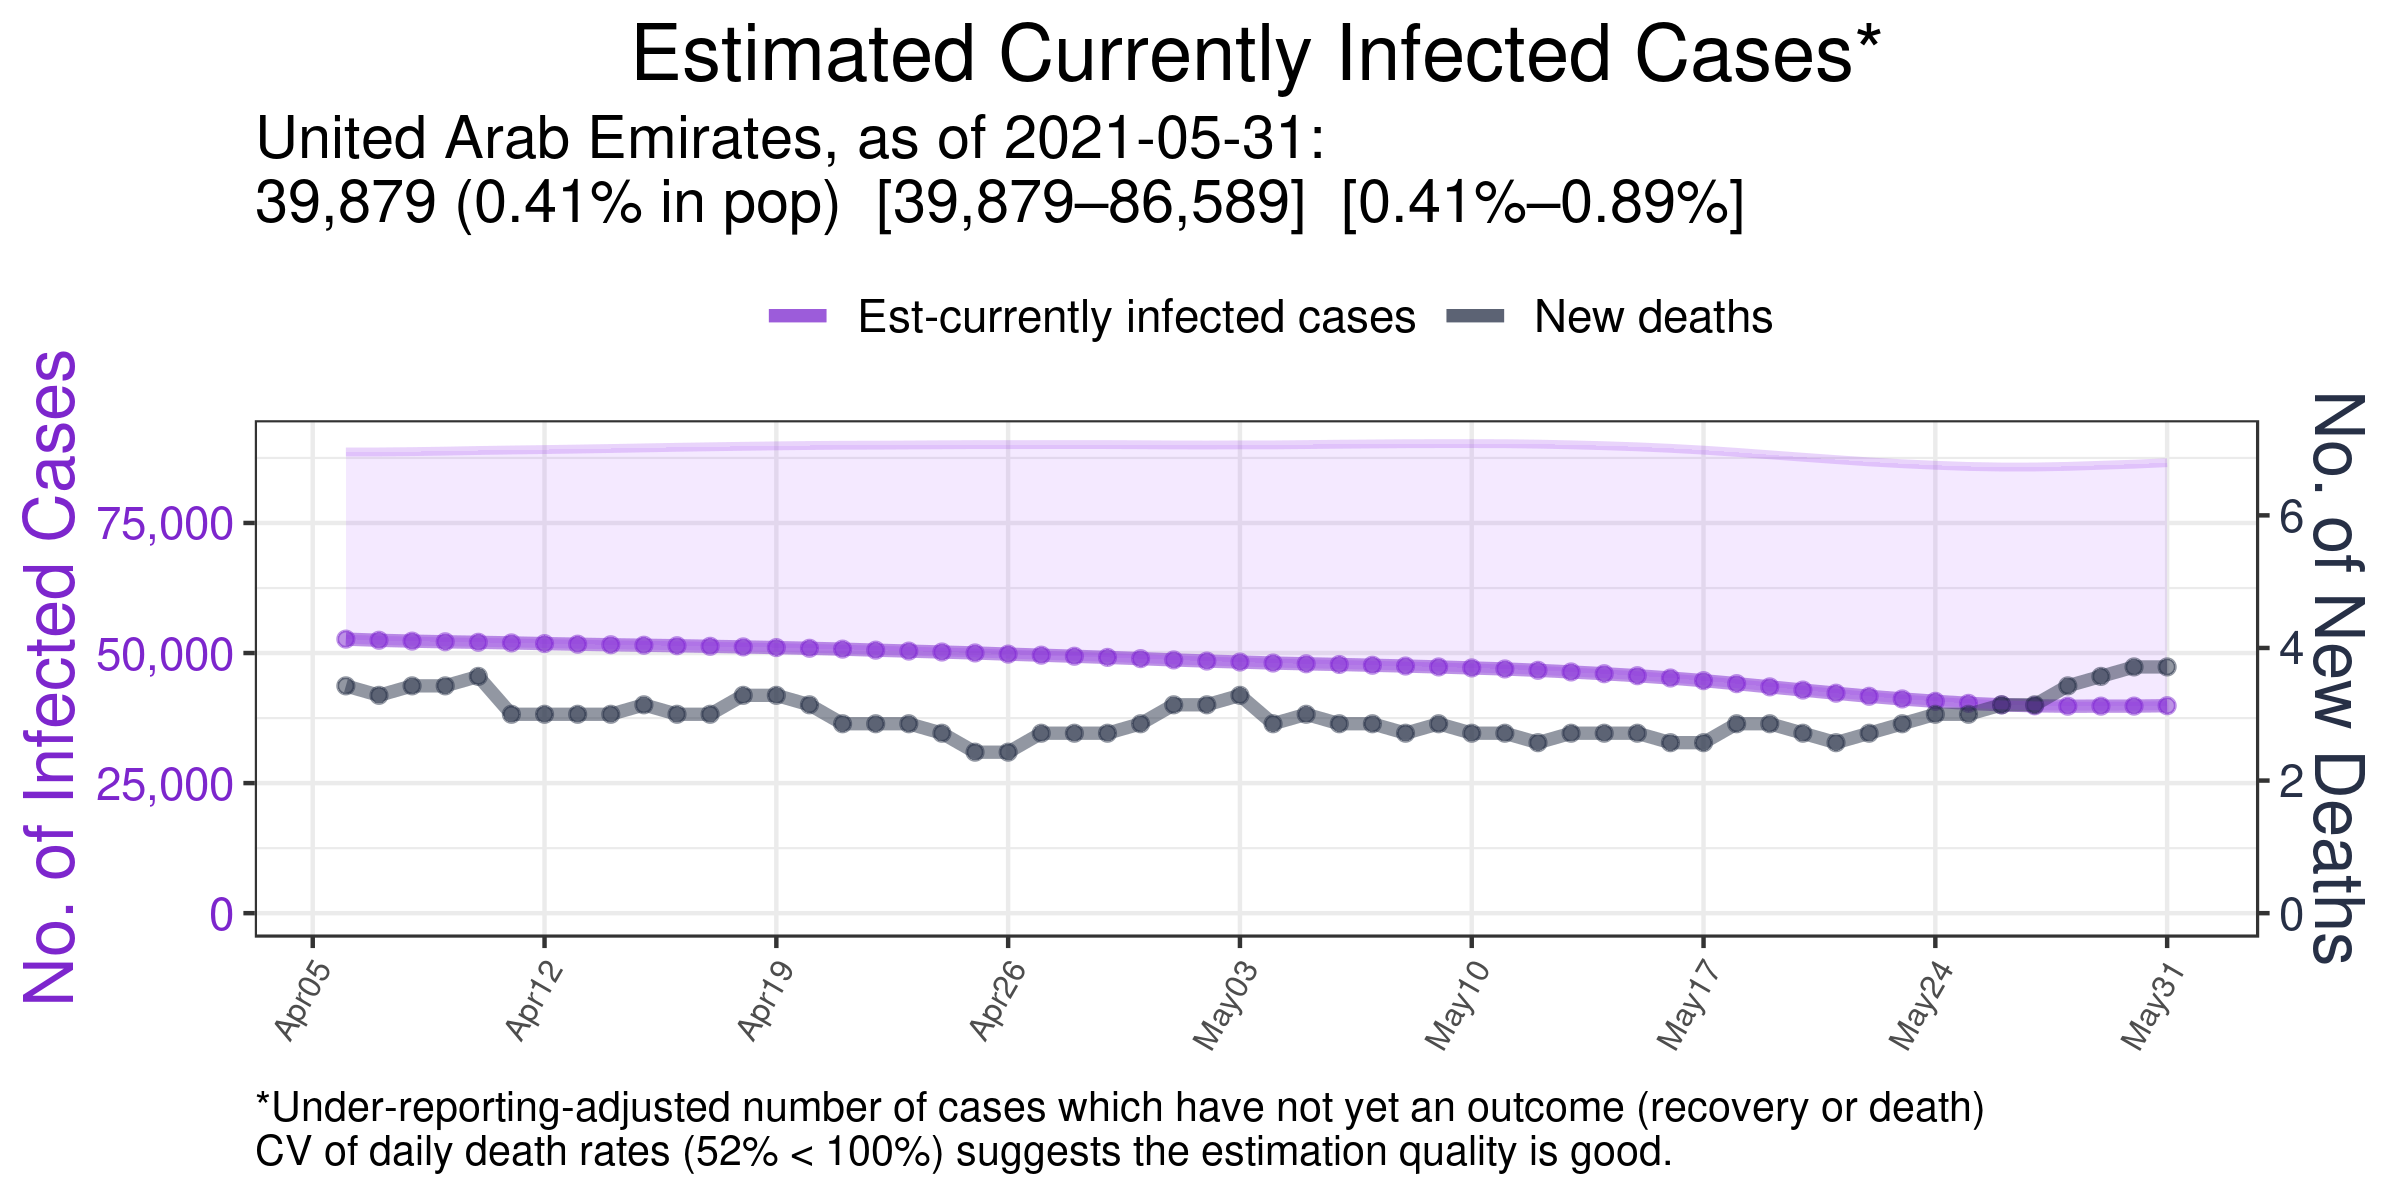 Estimated Currently Infected Cases*
United Arab Emirates, as of 2021-05-31:
39,879 (0.41% in pop)  [39,879–86,589]  [0.41%–0.89%]
Est-currently infected cases
New deaths
No. of Infected Cases
75,000
50,000
25,000
0
No. of New Deaths
6
4
2
0
Apr05
Apr12
Apr19
Apr26
May03
May10
May17
May24
May31
*Under-reporting-adjusted number of cases which have not yet an outcome (recovery or death)
CV of daily death rates (52% < 100%) suggests the estimation quality is good.